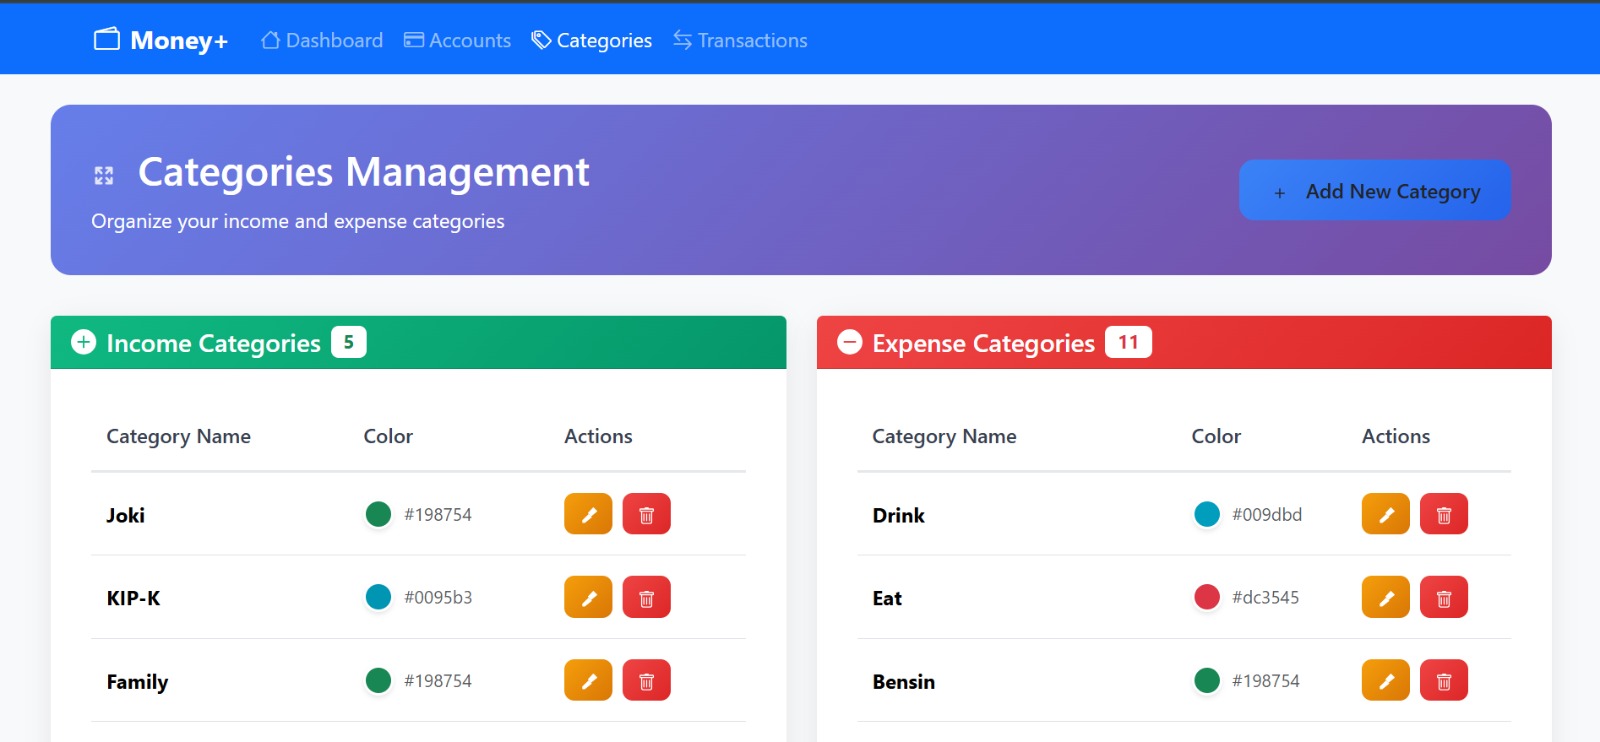 Money+ Dashboard Accounts Categories Transactions
Categories Management
Organize your income and expense categories
+ Add New Category
Income Categories 5
Category Name Color Actions
Joki #198754
KIP-K #0095b3
Family #198754
Expense Categories 11
Category Name Color Actions
Drink #009dbd
Eat #dc3545
Bensin #198754